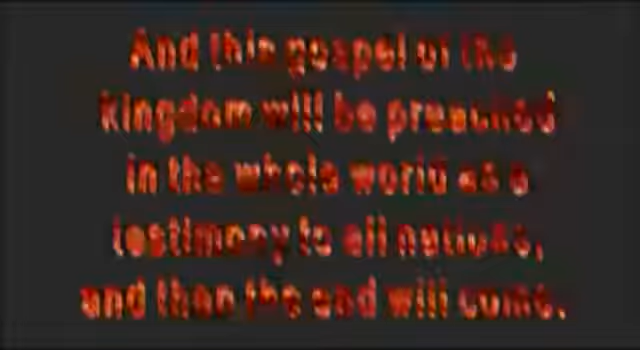 And this gospel of the
Kingdom will be preached
in the whole world as a
testimony to all nations,
and then the end will come.